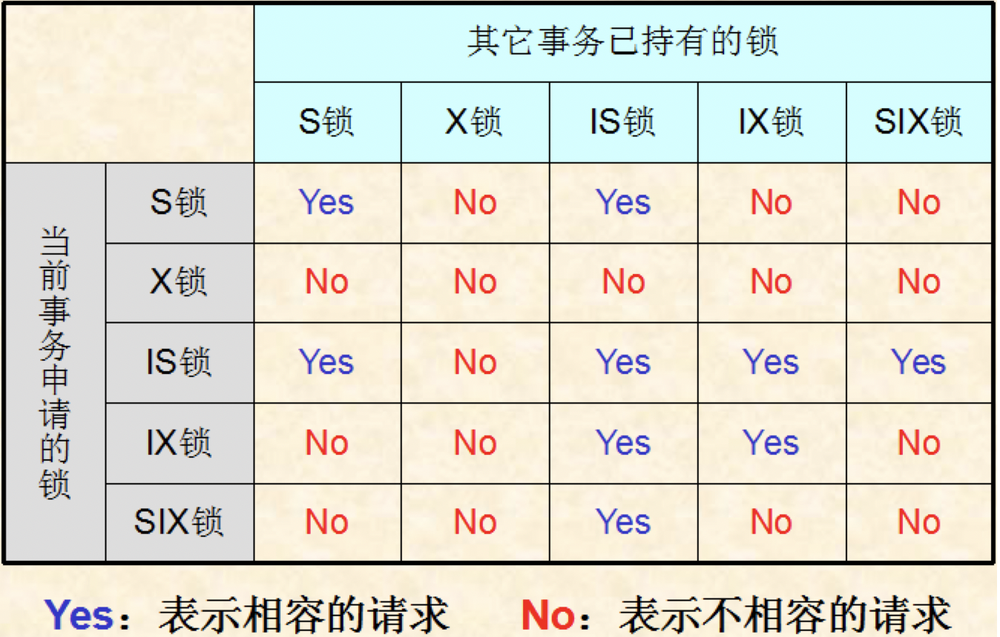 其它事务已持有的锁
S锁 X锁 IS锁 IX锁 SIX锁
当前事务申请的锁
S锁 Yes No Yes No No
X锁 No No No No No
IS锁 Yes No Yes Yes Yes
IX锁 No No Yes Yes No
SIX锁 No No Yes No No
Yes：表示相容的请求 No：表示不相容的请求